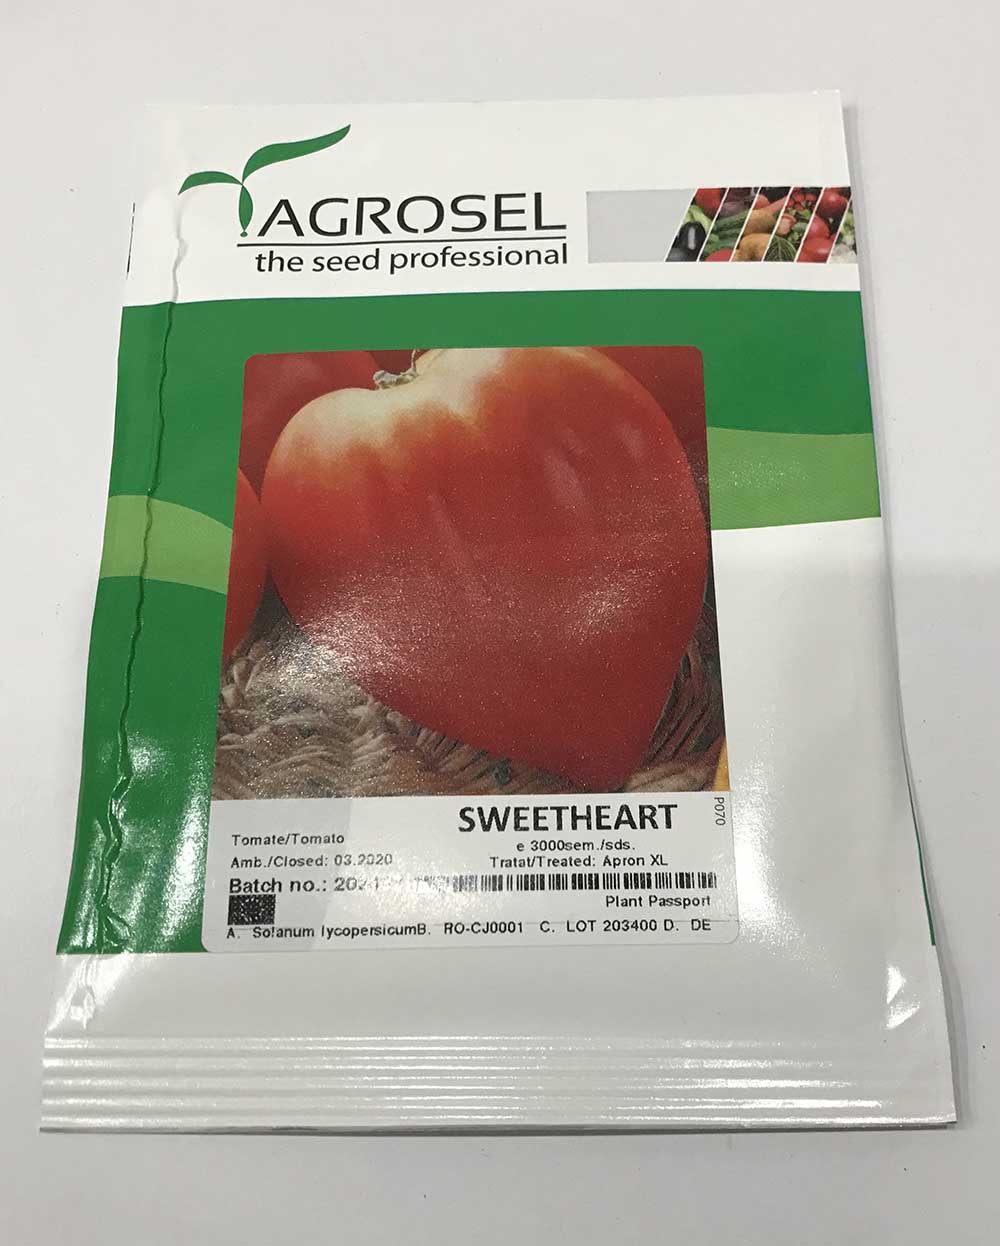 AGROSEL
the seed professional
SWEETHEART
P070
Tomate/Tomato
e 3000sem./sds.
Amb./Closed: 03.2020
Tratat/Treated: Apron XL
Batch no.:
Plant Passport
A. Solanum lycopersicumB. RO-CJ0001 C. LOT 203400 D. DE